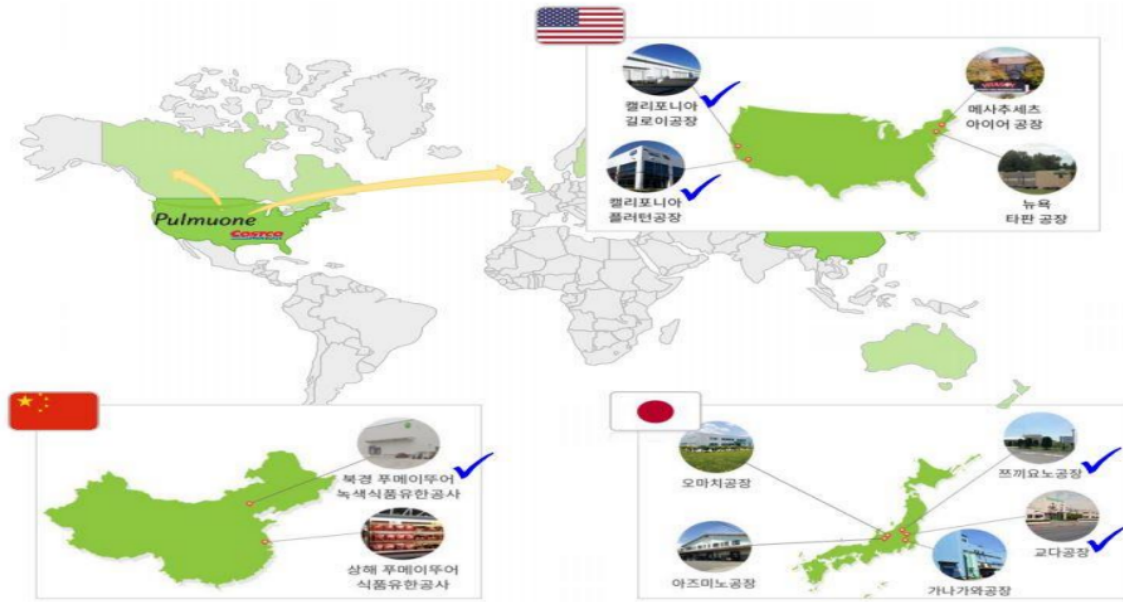 캘리포니아
길로이공장
메사추세츠
아이어 공장
캘리포니아
플러턴공장
뉴욕
타판 공장
Pulmuone
COSTCO
북경 푸메이뚜어
녹색식품유한공사
상해 푸메이뚜어
식품유한공사
오마치공장
쯔끼요노공장
교다공장
아즈미노공장
가나가와공장